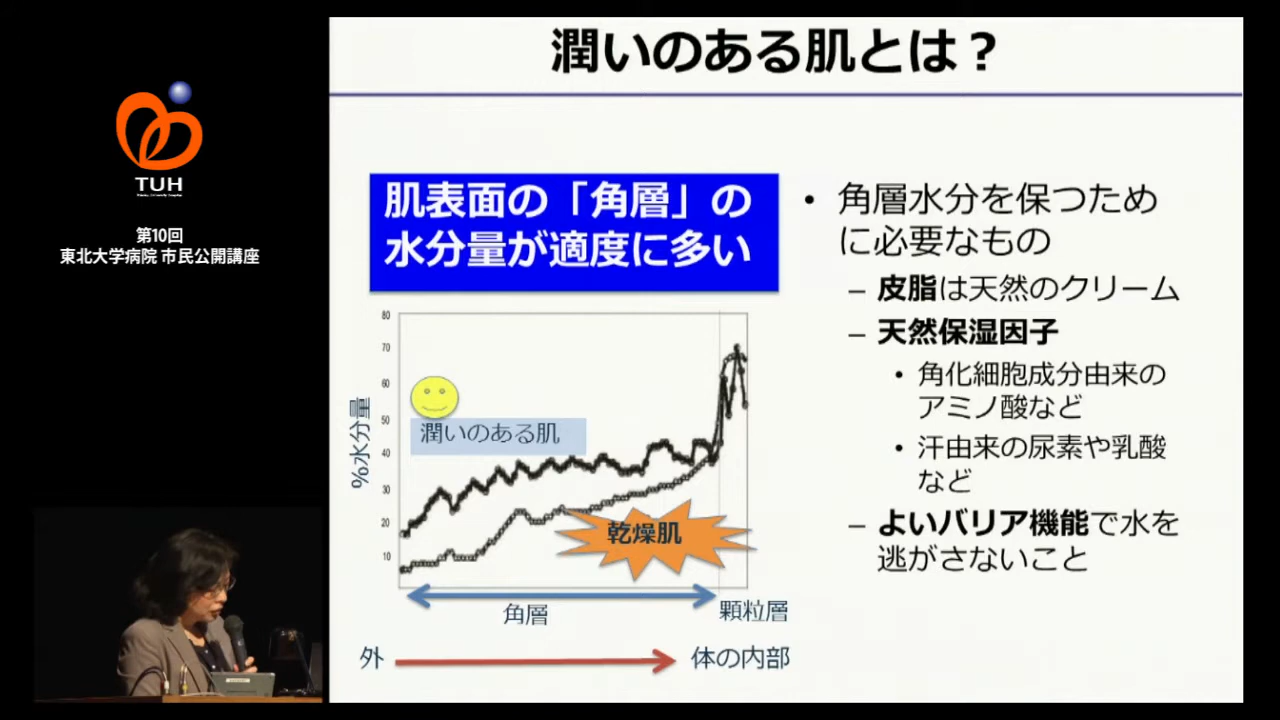 潤いのある肌とは？
TUH
第10回
東北大学病院 市民公開講座
肌表面の「角層」の
水分量が適度に多い
80
70
60
50
40
30
20
10
%水分量
潤いのある肌
乾燥肌
角層
顆粒層
外
体の内部
• 角層水分を保つため
に必要なもの
– 皮脂は天然のクリーム
– 天然保湿因子
• 角化細胞成分由来の
アミノ酸など
• 汗由来の尿素や乳酸
など
– よいバリア機能で水を
逃がさないこと